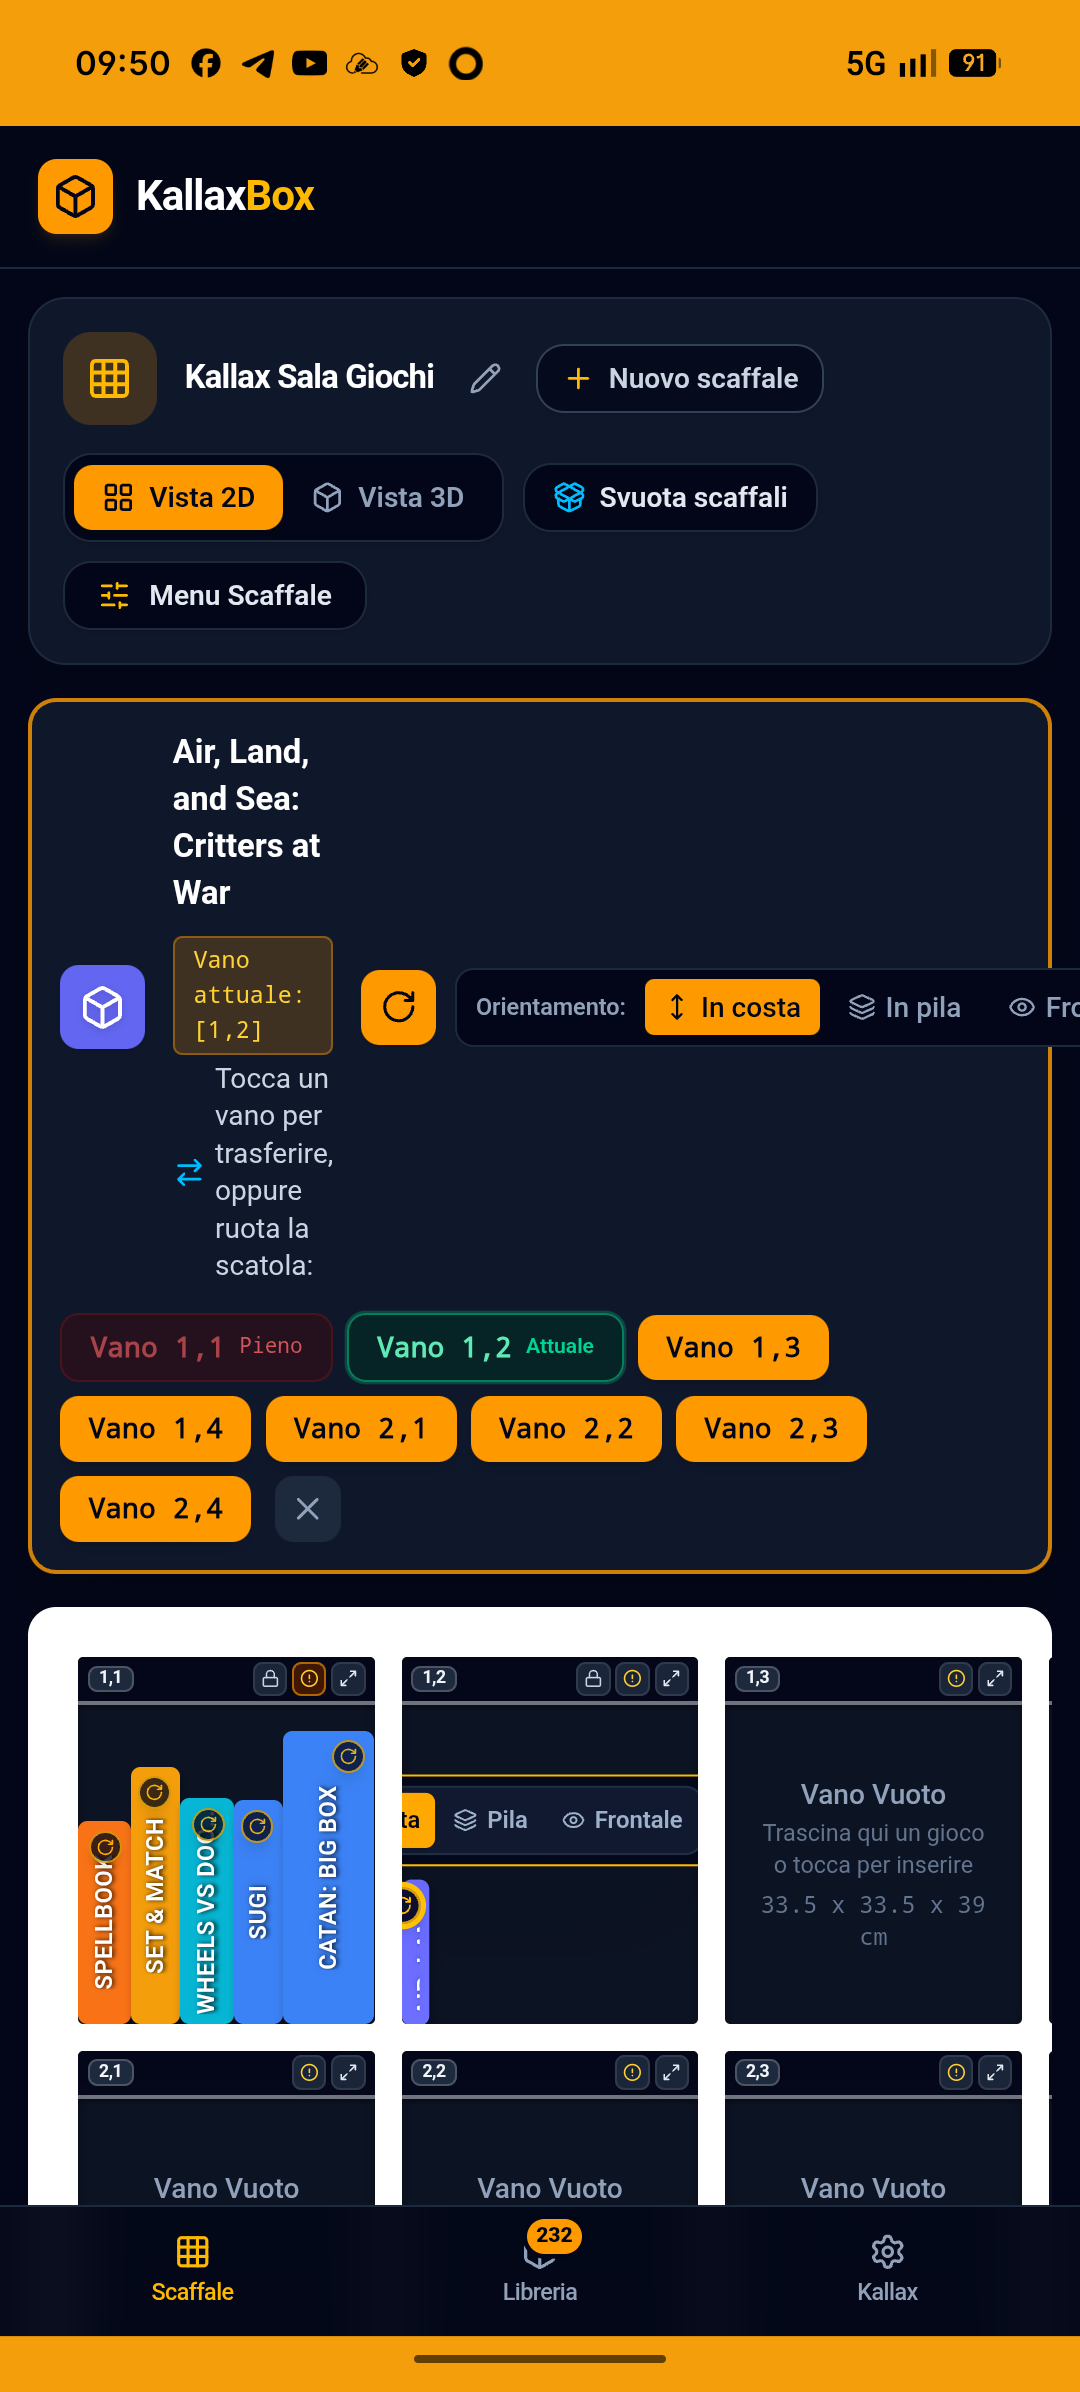 09:50
5G 91
KallaxBox
Kallax Sala Giochi
Nuovo scaffale
Vista 2D
Vista 3D
Svuota scaffali
Menu Scaffale
Air, Land,
and Sea:
Critters at
War
Vano
attuale:
[1,2]
Tocca un
vano per
trasferire,
oppure
ruota la
scatola:
Orientamento:
In costa
In pila
Vano 1,1 Pieno
Vano 1,2 Attuale
Vano 1,3
Vano 1,4
Vano 2,1
Vano 2,2
Vano 2,3
Vano 2,4
1,1
SPELLBOOK
SET & MATCH
WHEELS VS DOO
SUGI
CATAN: BIG BOX
1,2
ta
Pila
Frontale
1,3
Vano Vuoto
Trascina qui un gioco
o tocca per inserire
33.5 x 33.5 x 39
cm
2,1
Vano Vuoto
2,2
Vano Vuoto
2,3
Vano Vuoto
Scaffale
232
Libreria
Kallax